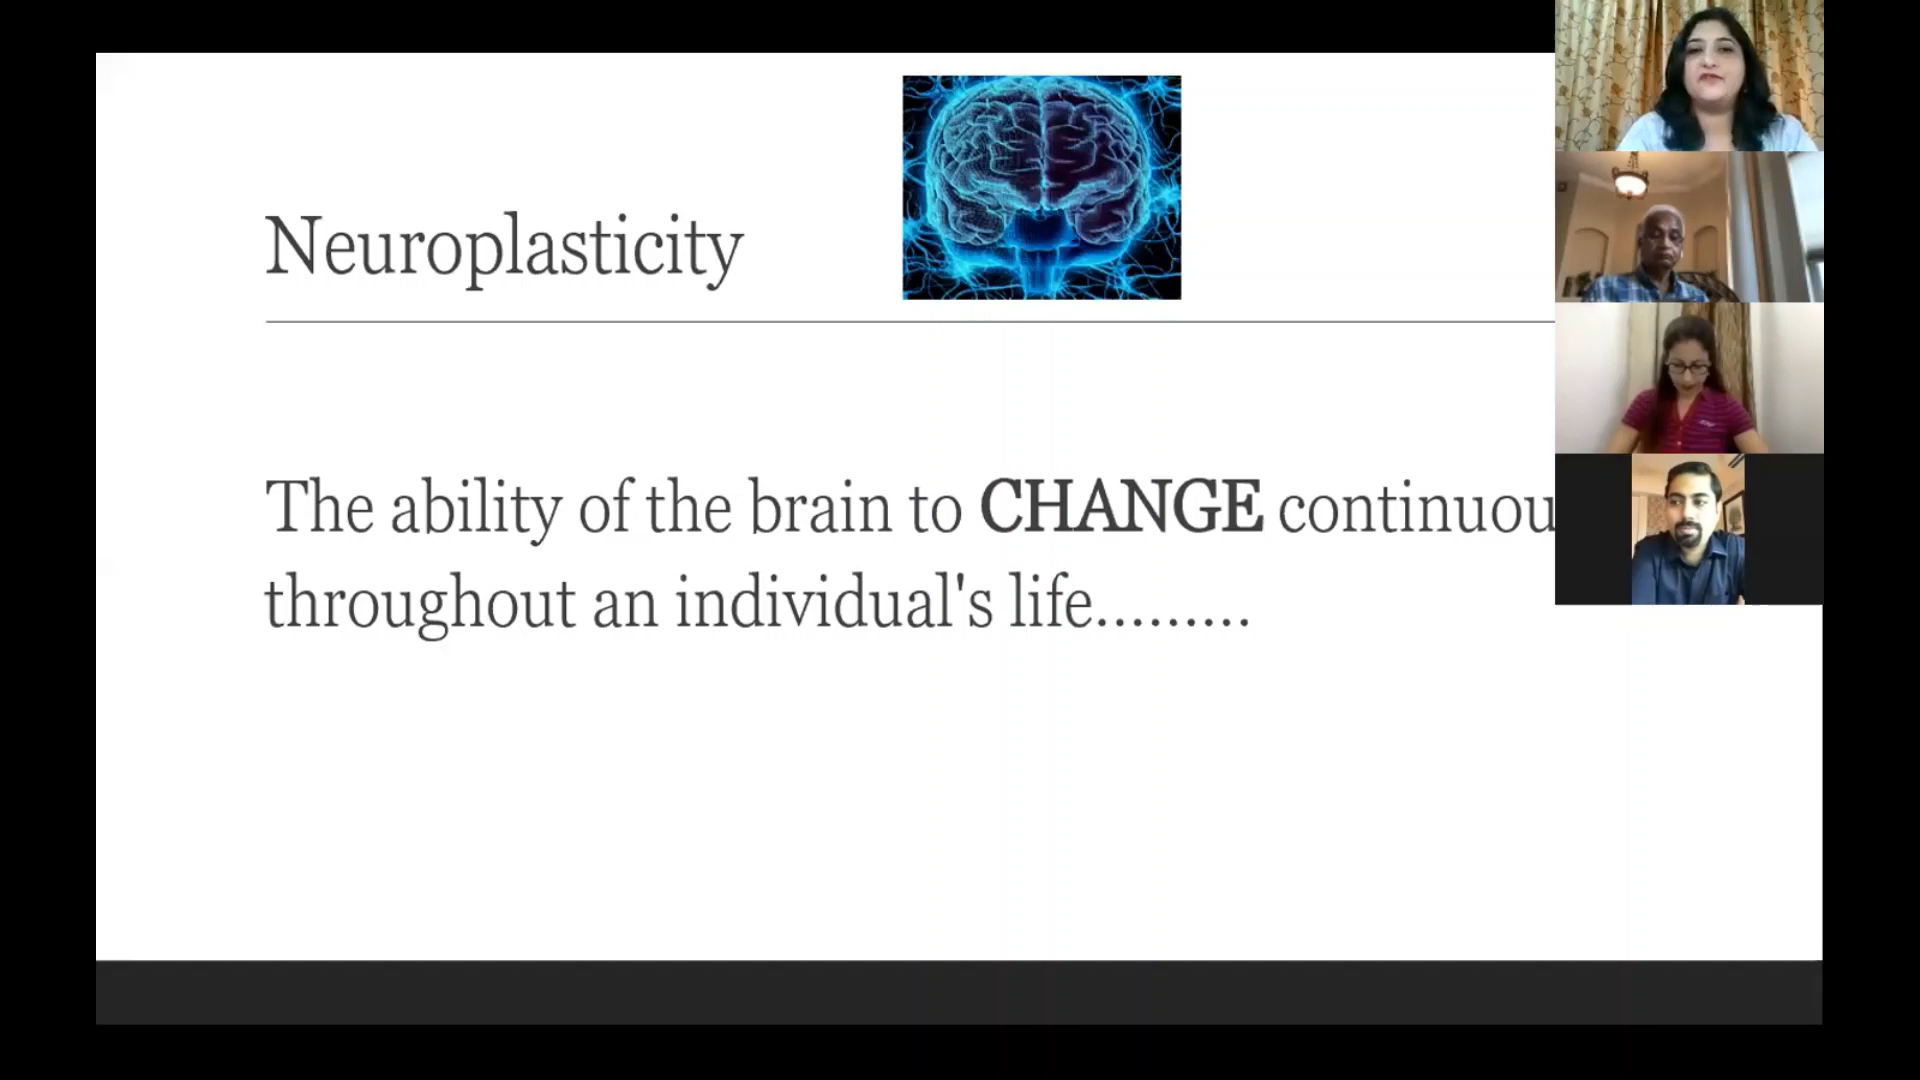 Neuroplasticity
The ability of the brain to CHANGE continuou
throughout an individual's life.........